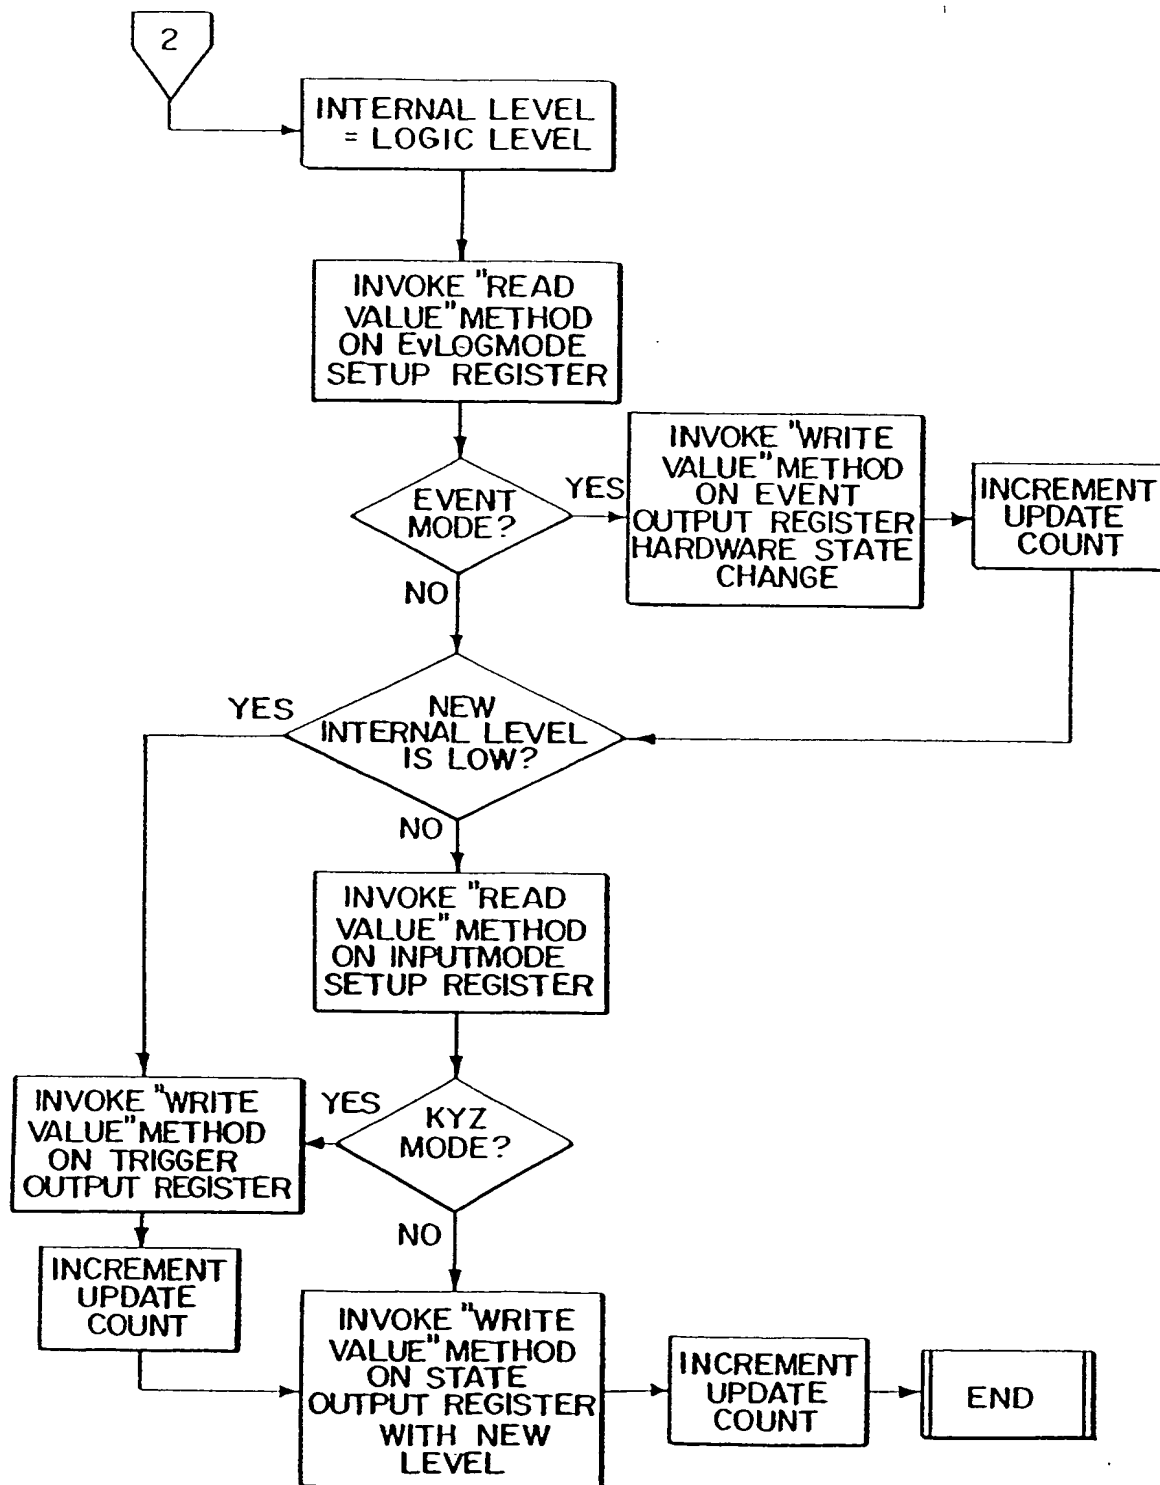 2
INTERNAL LEVEL
= LOGIC LEVEL
INVOKE "READ
VALUE" METHOD
ON EvLOGMODE
SETUP REGISTER
EVENT
MODE?
YES
INVOKE "WRITE
VALUE" METHOD
ON EVENT
OUTPUT REGISTER
HARDWARE STATE
CHANGE
INCREMENT
UPDATE
COUNT
NO
YES
NEW
INTERNAL LEVEL
IS LOW?
NO
INVOKE "READ
VALUE" METHOD
ON INPUTMODE
SETUP REGISTER
INVOKE "WRITE
VALUE" METHOD
ON TRIGGER
OUTPUT REGISTER
YES
KYZ
MODE?
NO
INCREMENT
UPDATE
COUNT
INVOKE "WRITE
VALUE" METHOD
ON STATE
OUTPUT REGISTER
WITH NEW
LEVEL
INCREMENT
UPDATE
COUNT
END